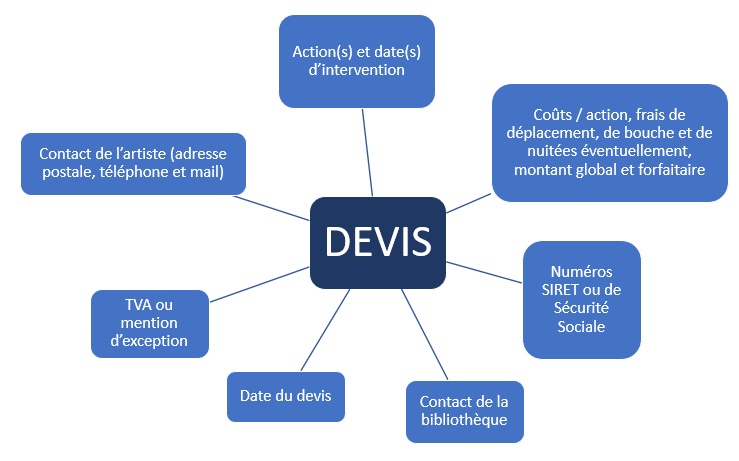 Action(s) et date(s)
d’intervention
Coûts / action, frais de
déplacement, de bouche et de
nuitées éventuellement,
montant global et forfaitaire
Contact de l’artiste (adresse
postale, téléphone et mail)
DEVIS
Numéros
SIRET ou de
Sécurité
Sociale
TVA ou
mention
d’exception
Date du devis
Contact de la
bibliothèque